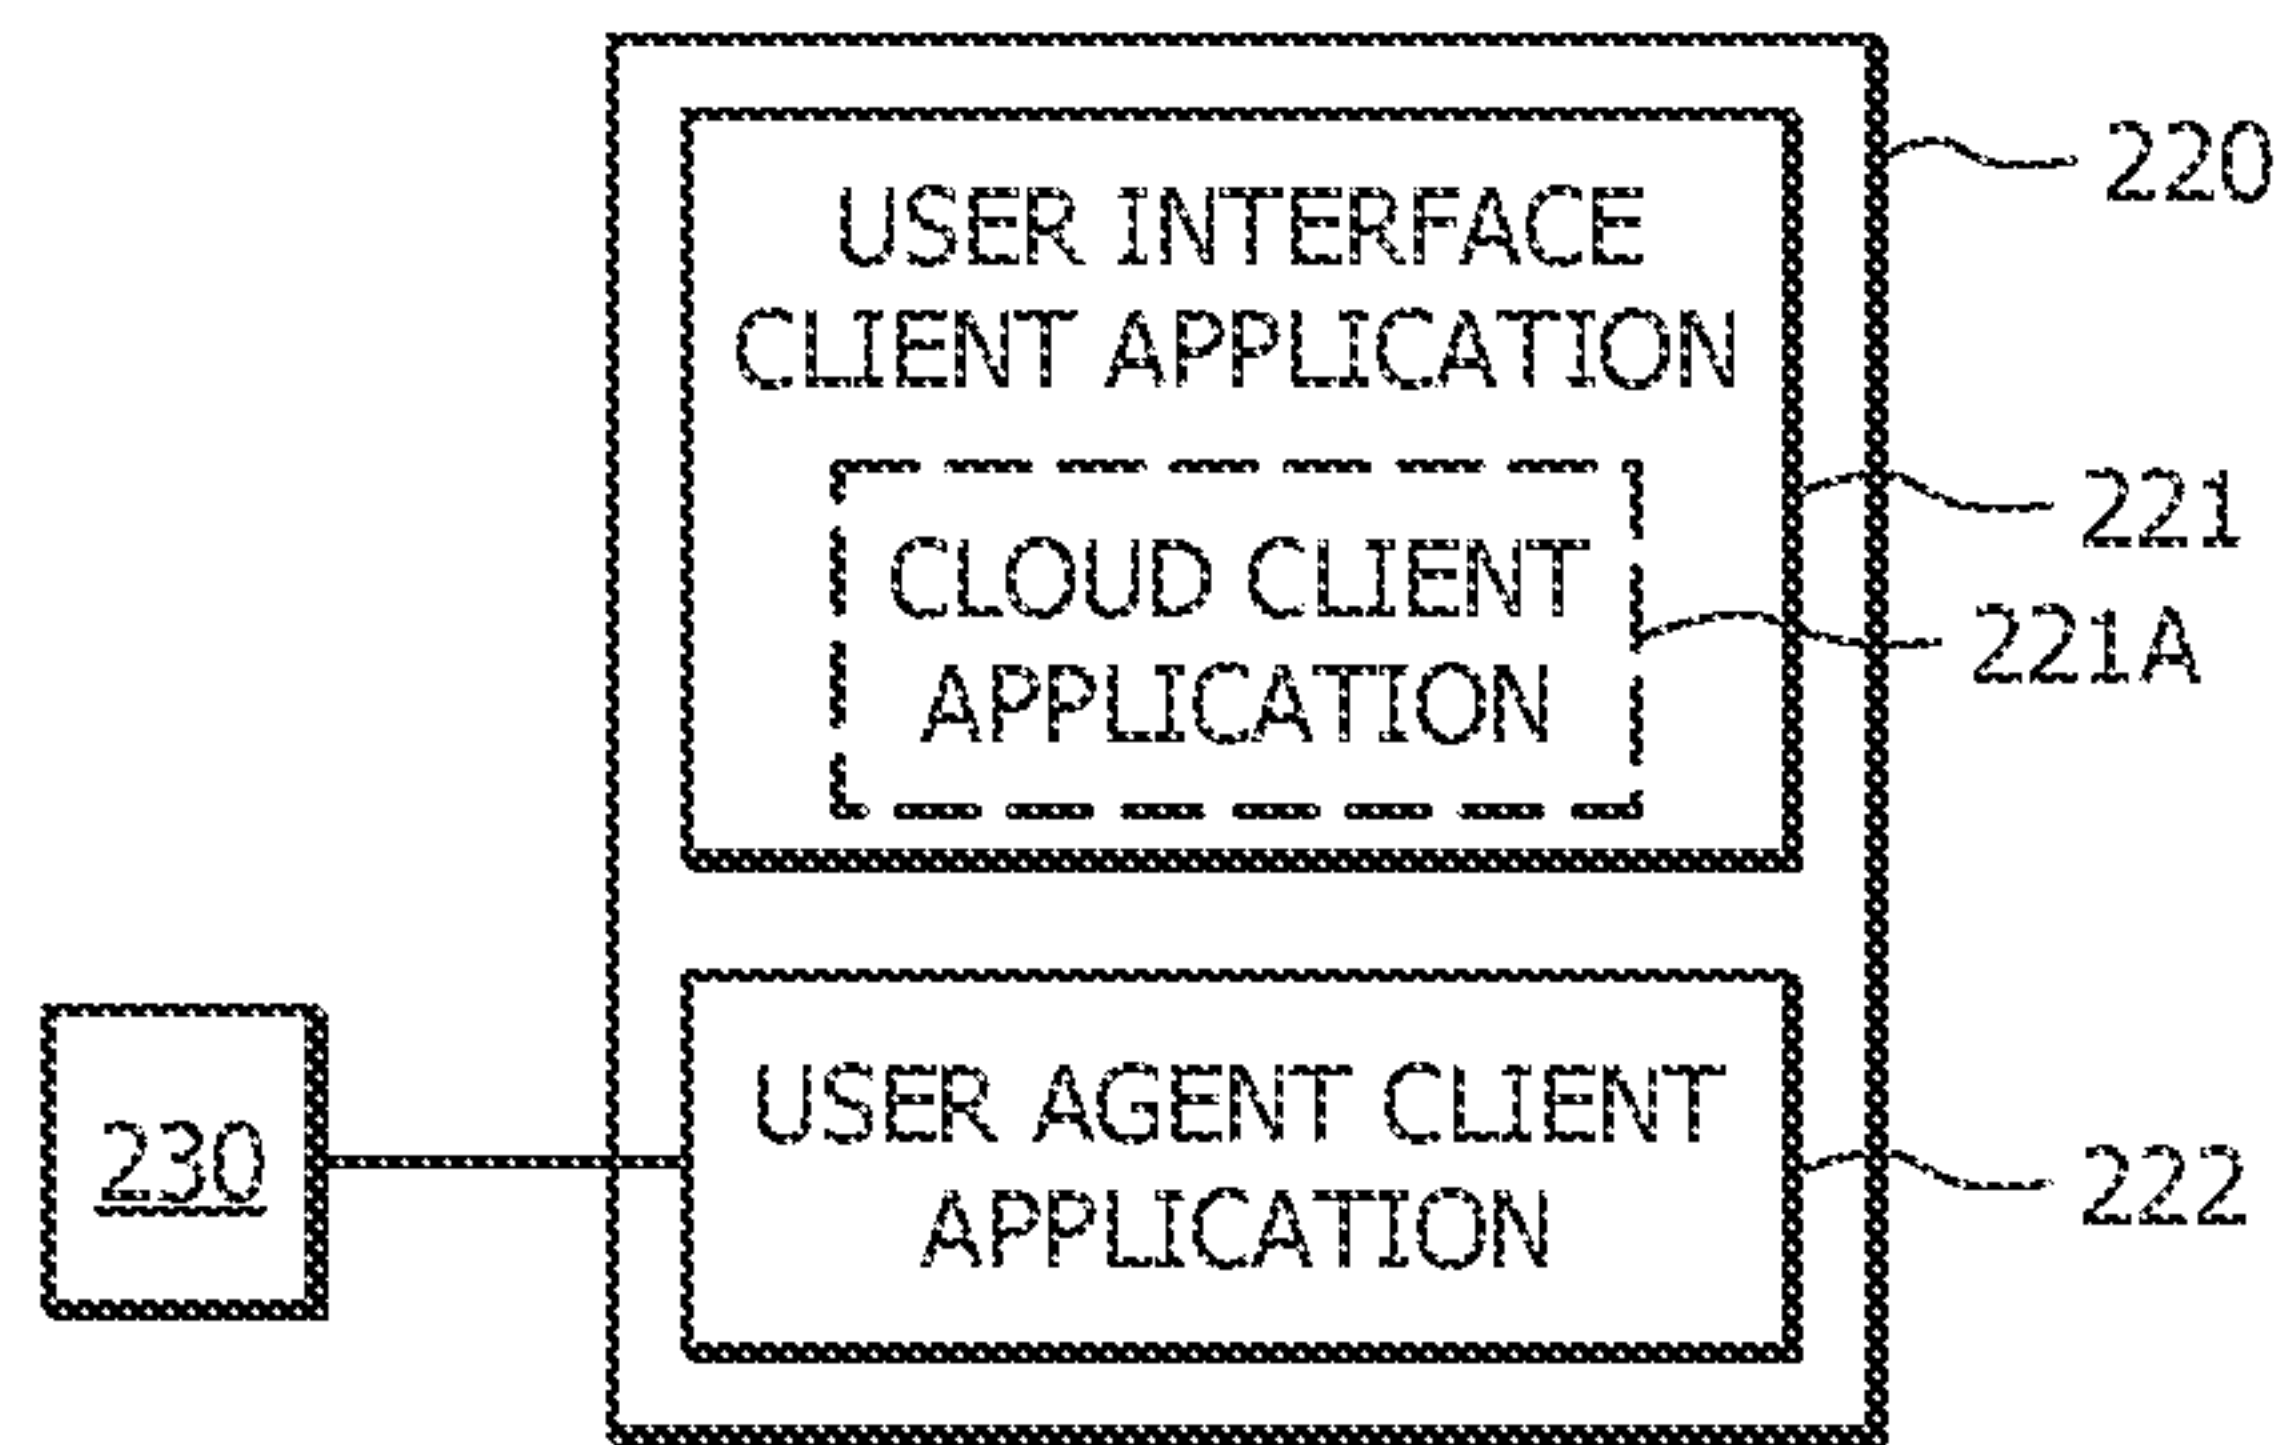 220
USER INTERFACE
CLIENT APPLICATION
221
CLOUD CLIENT
APPLICATION
221A
230
USER AGENT CLIENT
APPLICATION
222